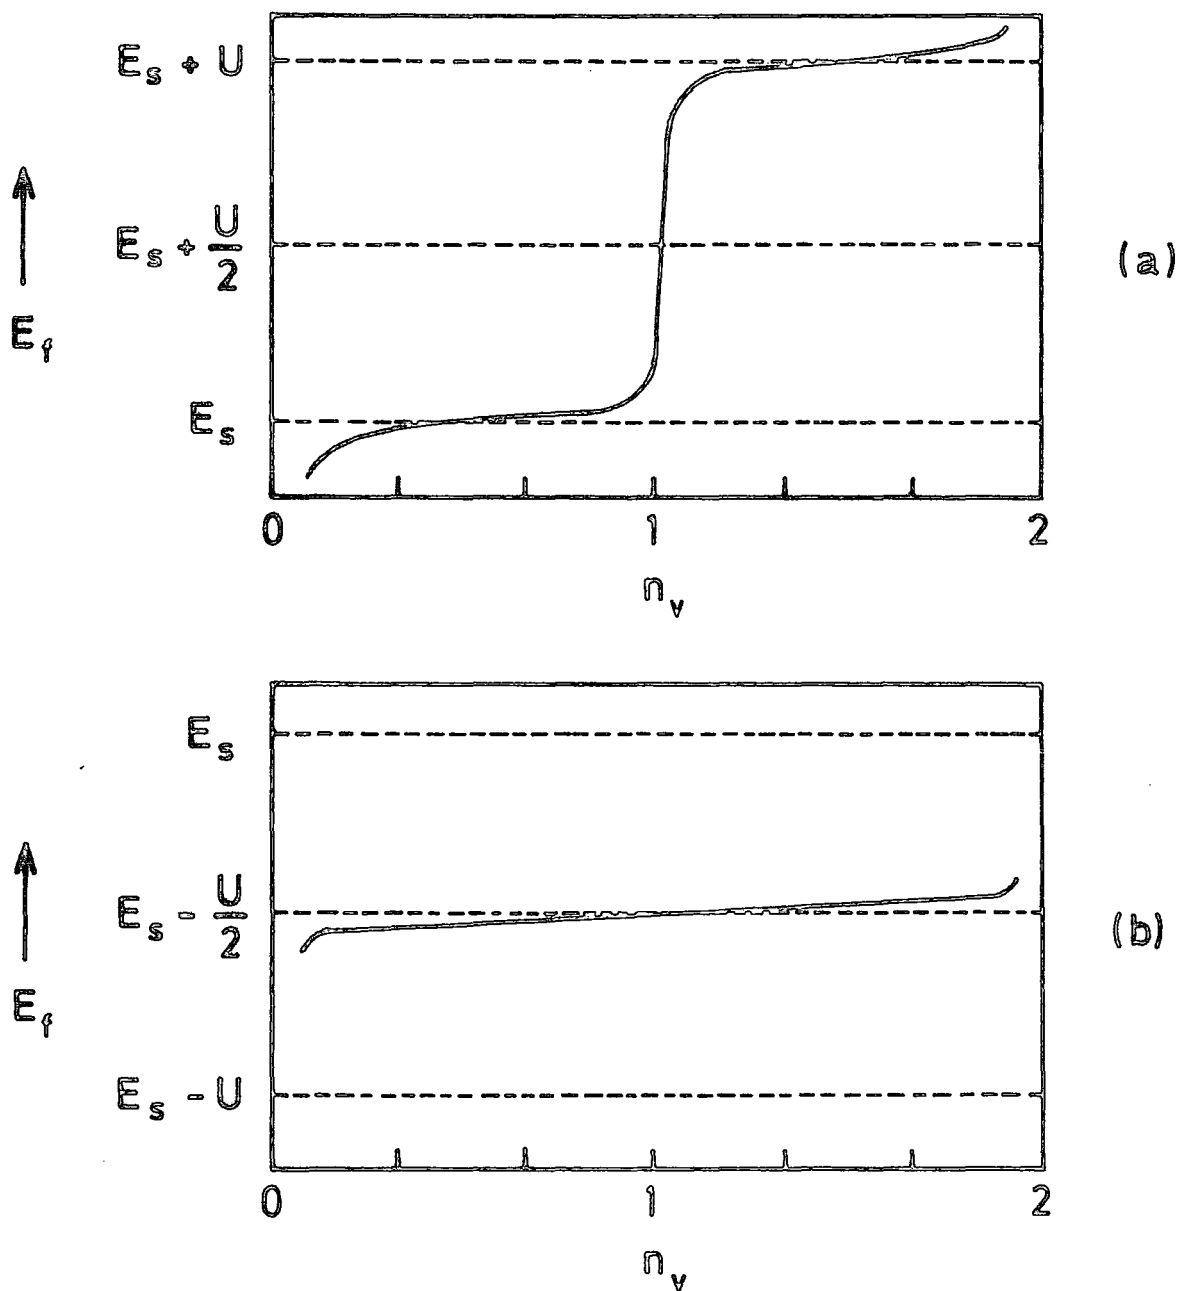 E_s + U
E_s + U/2
E_s
E_f
(a)
0 1 2
n_v
E_s
E_s - U/2
E_s - U
E_f
(b)
0 1 2
n_v